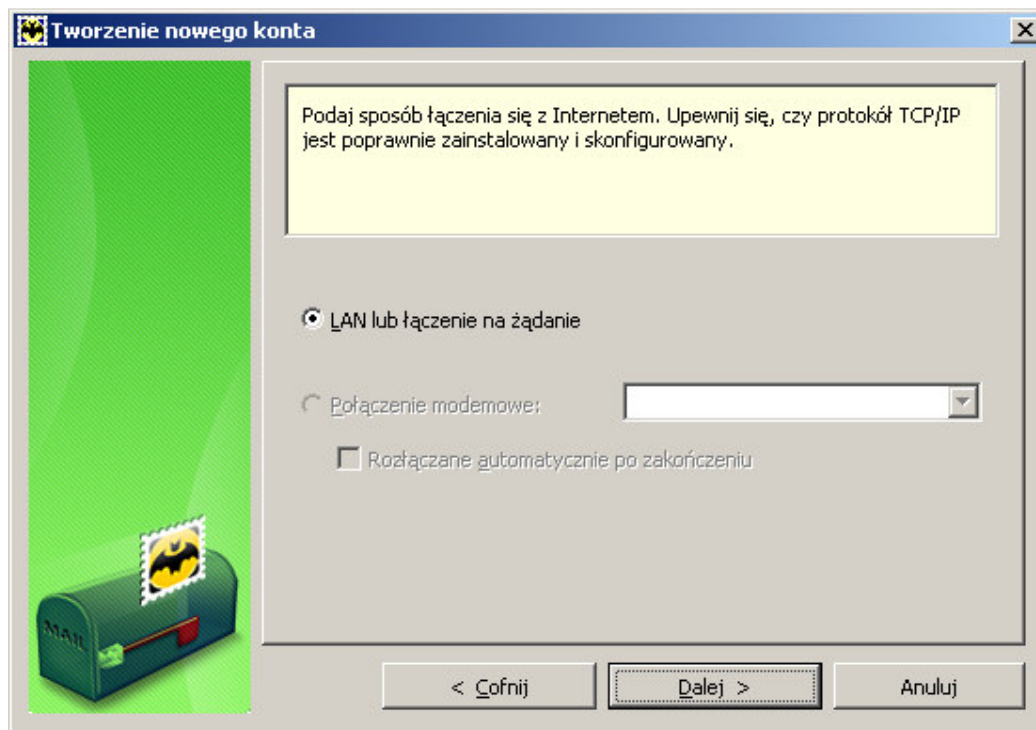 Tworzenie nowego konta
Podaj sposób łączenia się z Internetem. Upewnij się, czy protokół TCP/IP
jest poprawnie zainstalowany i skonfigurowany.
LAN lub łączenie na żądanie
Połączenie modemowe:
Rozłączane automatycznie po zakończeniu
MAIL
< Cofnij
Dalej >
Anuluj